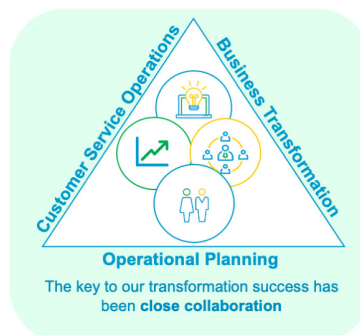 Customer Service Operations
Business Transformation
Operational Planning
The key to our transformation success has
been close collaboration